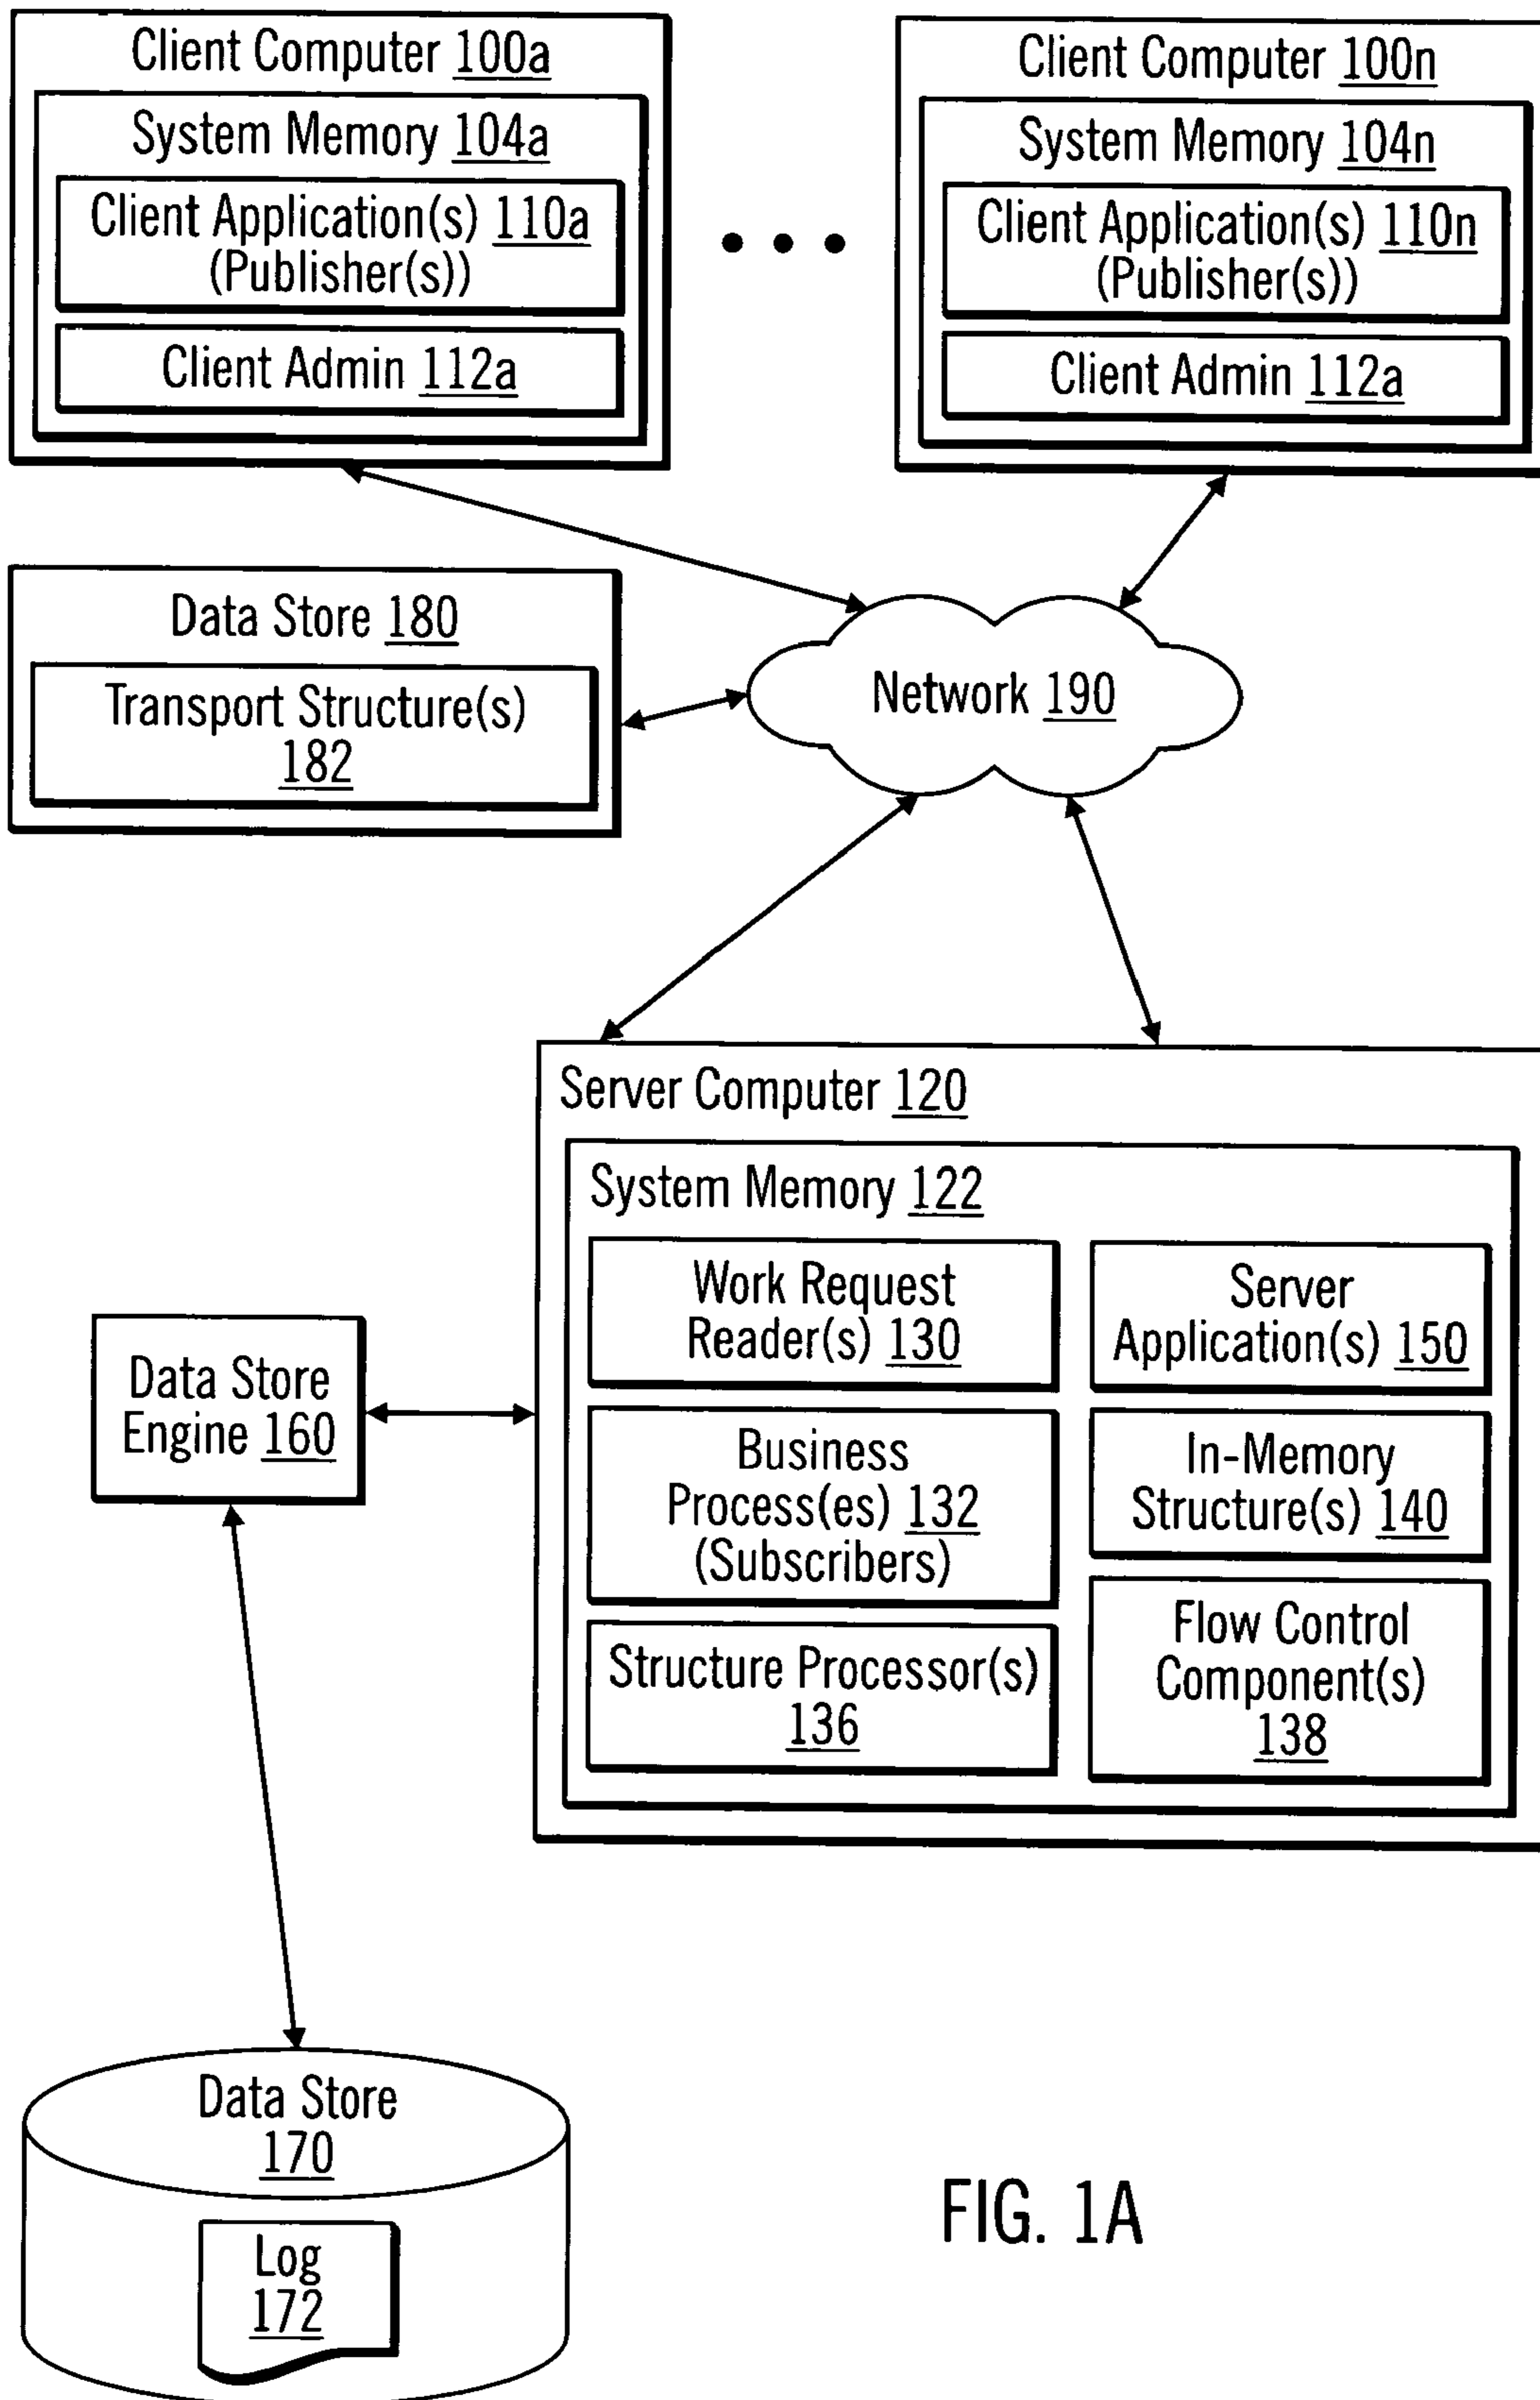 Client Computer 100a
System Memory 104a
Client Application(s) 110a
(Publisher(s))
Client Admin 112a
Client Computer 100n
System Memory 104n
Client Application(s) 110n
(Publisher(s))
Client Admin 112a
Data Store 180
Transport Structure(s)
182
Network 190
Server Computer 120
System Memory 122
Work Request
Reader(s) 130
Server
Application(s) 150
Business
Process(es) 132
(Subscribers)
In-Memory
Structure(s) 140
Structure Processor(s)
136
Flow Control
Component(s)
138
Data Store
Engine 160
Data Store
170
Log
172
FIG. 1A